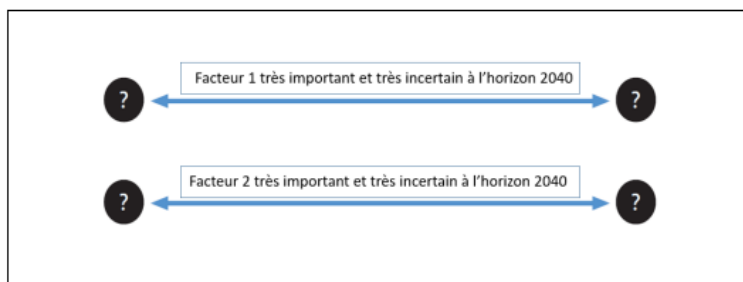 Facteur 1 très important et très incertain à l'horizon 2040
? ?
Facteur 2 très important et très incertain à l'horizon 2040
? ?